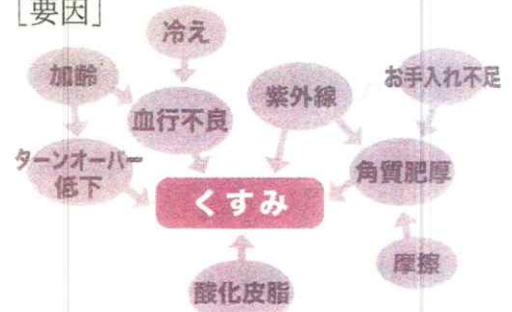 ［要因］
冷え
加齢
紫外線
お手入れ不足
血行不良
ターンオーバー
低下
角質肥厚
くすみ
摩擦
酸化皮脂